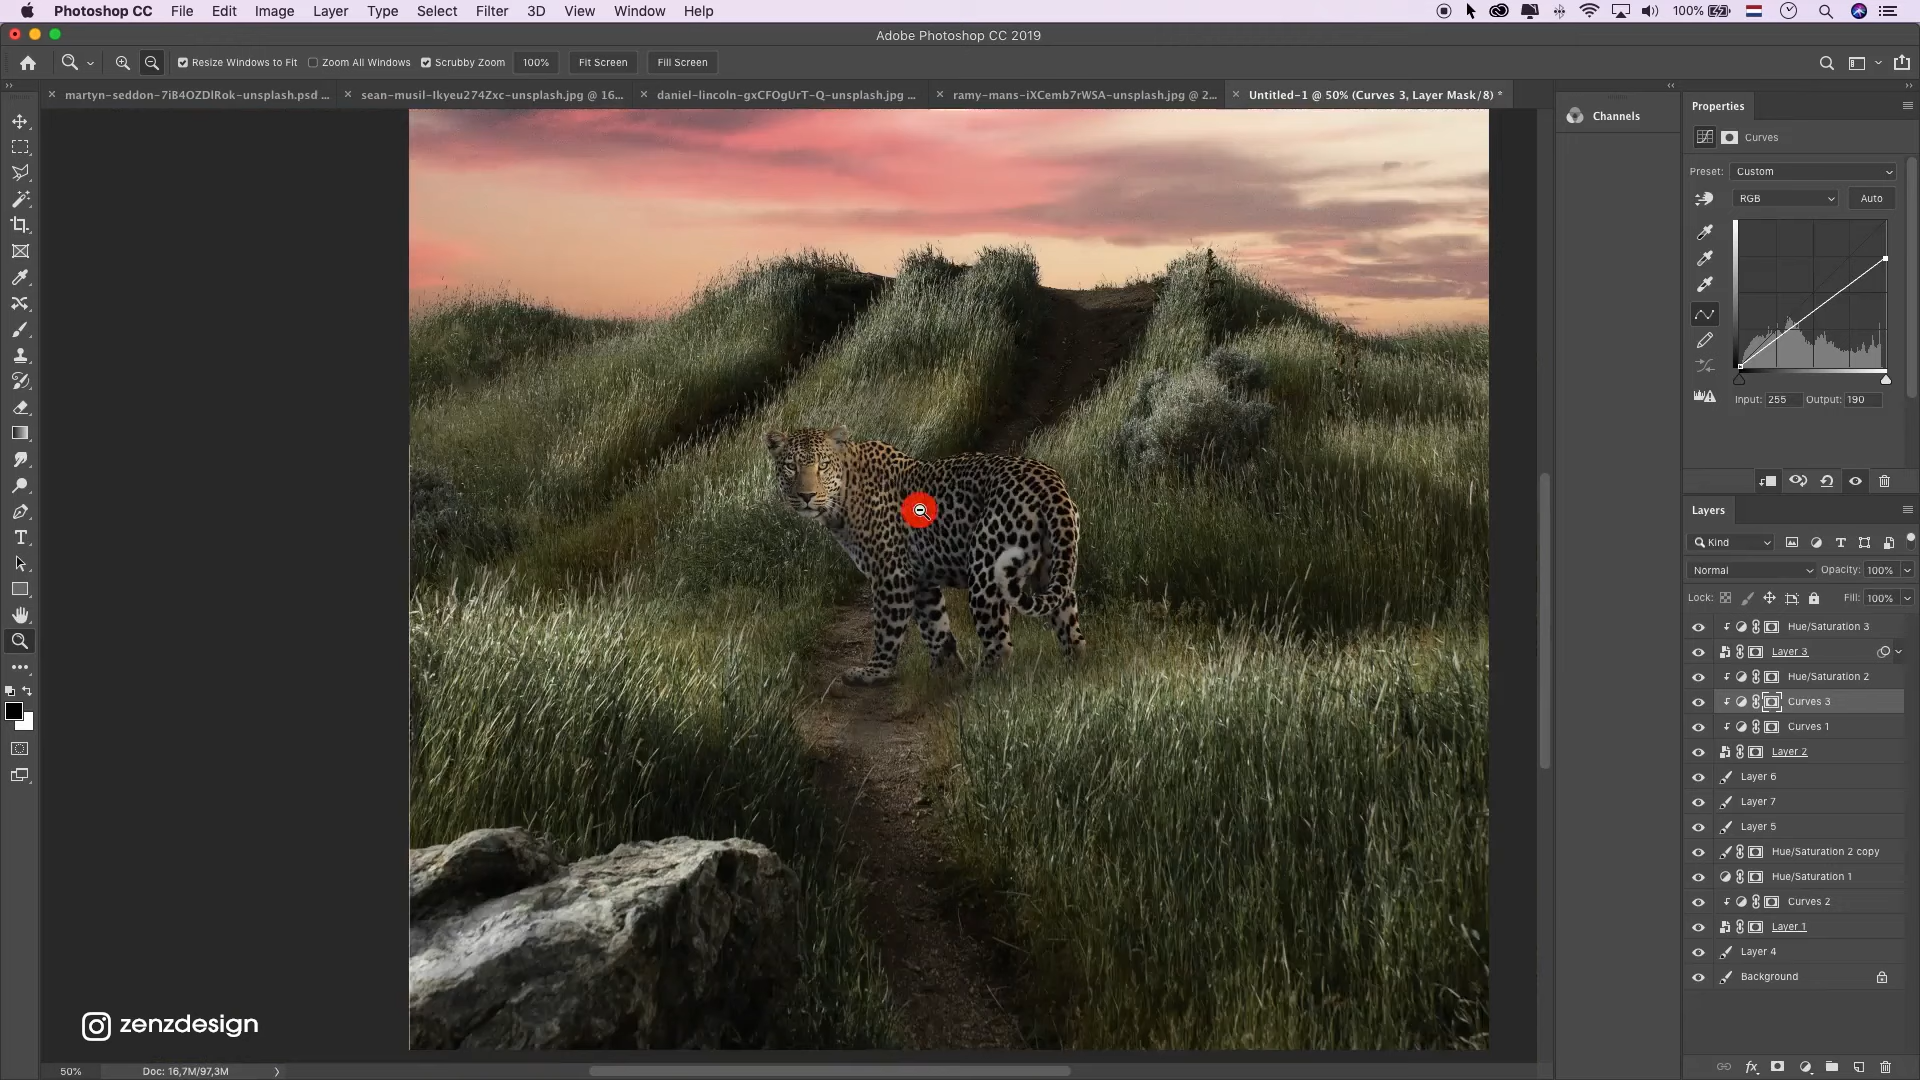 Photoshop CC File Edit Image Layer Type Select Filter 3D View Window Help 100%
Adobe Photoshop CC 2019
Resize Windows to Fit Zoom All Windows Scrubby Zoom 100% Fit Screen Fill Screen
martyn-seddon-7iB4OZDlRok-unsplash.psd ... sean-musil-Ikyeu274Zxc-unsplash.jpg @ 16... daniel-lincoln-gxCFOgUrT-Q-unsplash.jpg ... ramy-mans-iXCemb7rWSA-unsplash.jpg @ 2... Untitled-1 @ 50% (Curves 3, Layer Mask/8) *
Channels
Properties
Curves
Preset: Custom
RGB Auto
Input: 255 Output: 190
Layers
Kind
Normal Opacity: 100%
Lock: Fill: 100%
Hue/Saturation 3
Layer 3
Hue/Saturation 2
Curves 3
Curves 1
Layer 2
Layer 6
Layer 7
Layer 5
Hue/Saturation 2 copy
Hue/Saturation 1
Curves 2
Layer 1
Layer 4
Background
zenzdesign
50% Doc: 16,7M/97,3M